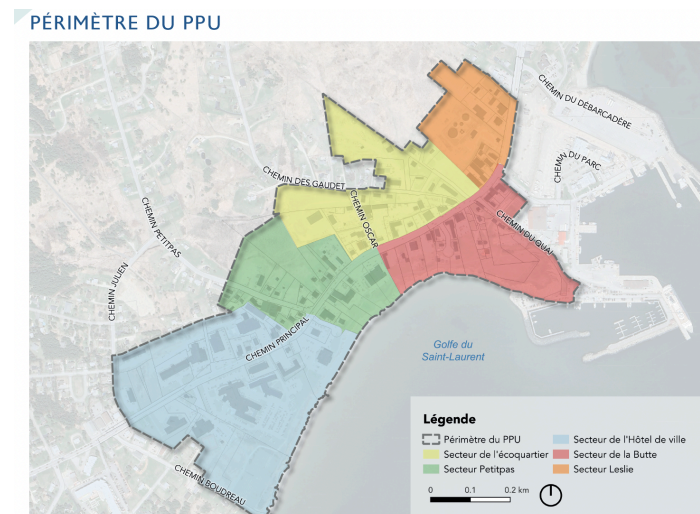 PÉRIMÈTRE DU PPU
CHEMIN DU DÉBARCADÈRE
CHEMIN DU PARC
CHEMIN DES GAUDET
CHEMIN OSCAR
CHEMIN PETITPAS
CHEMIN DU QUAI
CHEMIN JULIEN
CHEMIN PRINCIPAL
Golfe du
Saint-Laurent
CHEMIN BOUDREAU
Légende
Périmètre du PPU
Secteur de l'Hôtel de ville
Secteur de l'écoquartier
Secteur de la Butte
Secteur Petitpas
Secteur Leslie
0 0.1 0.2 km